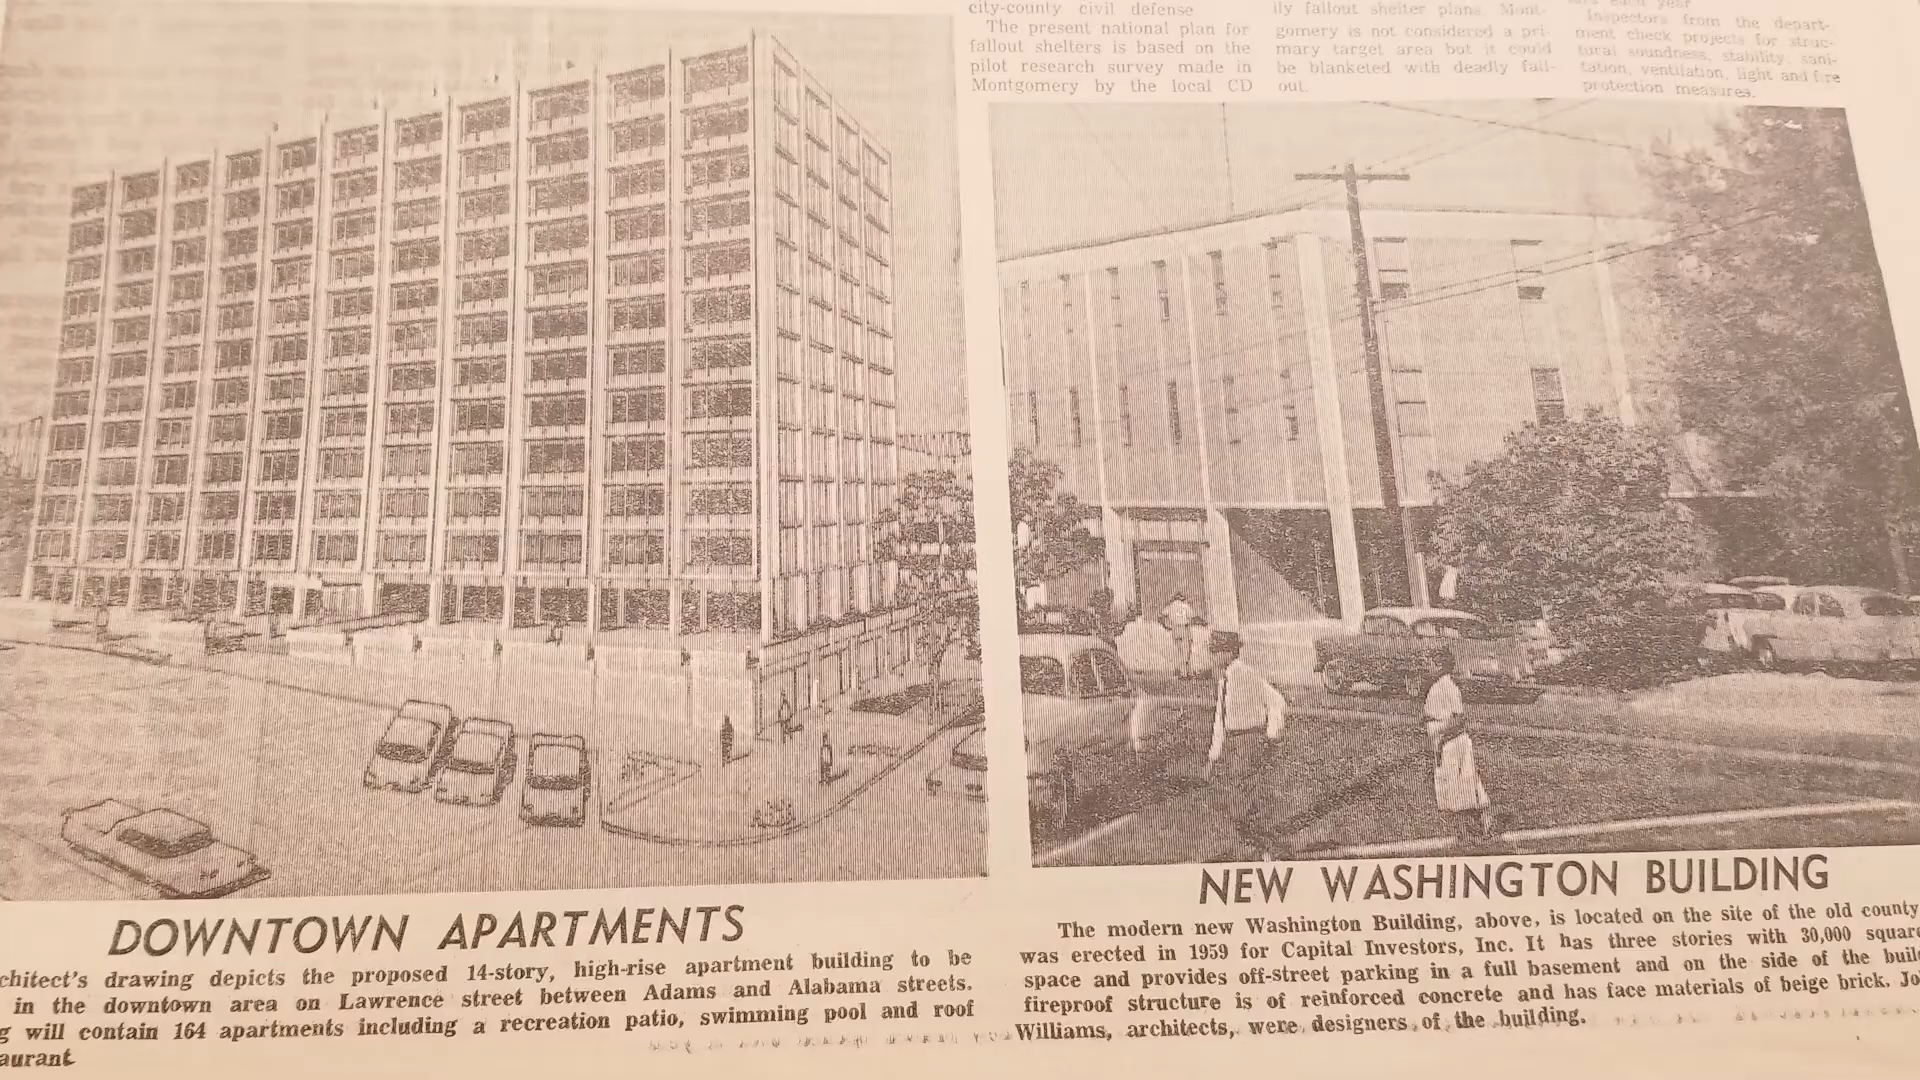 city-county civil defense
The present national plan for
fallout shelters is based on the
pilot research survey made in
Montgomery by the local CD
ily fallout shelter plans. Mont-
gomery is not considered a pri-
mary target area but it could
be blanketed with deadly fall-
out.
each year
Inspectors from the depart-
ment check projects for struc-
tural soundness, stability, sani-
tation, ventilation, light and fire
protection measures.
DOWNTOWN APARTMENTS
chitect's drawing depicts the proposed 14-story, high-rise apartment building to be
in the downtown area on Lawrence street between Adams and Alabama streets.
g will contain 164 apartments including a recreation patio, swimming pool and roof
aurant
NEW WASHINGTON BUILDING
The modern new Washington Building, above, is located on the site of the old county
was erected in 1959 for Capital Investors, Inc. It has three stories with 30,000 square
space and provides off-street parking in a full basement and on the side of the buil
fireproof structure is of reinforced concrete and has face materials of beige brick. Jo
Williams, architects, were designers of the building.